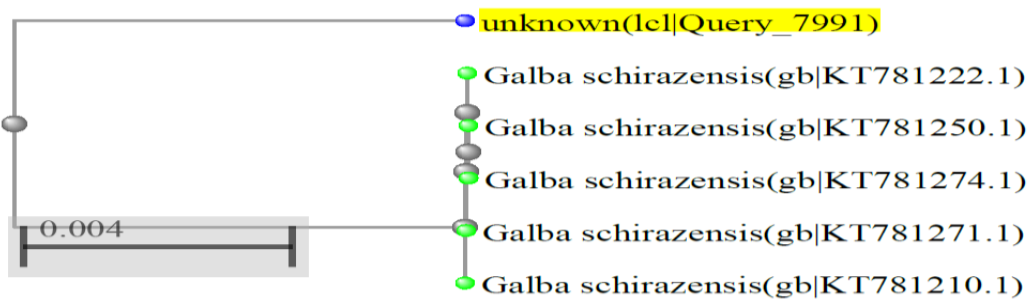 unknown(lcl|Query_7991)
Galba schirazensis(gb|KT781222.1)
Galba schirazensis(gb|KT781250.1)
Galba schirazensis(gb|KT781274.1)
0.004
Galba schirazensis(gb|KT781271.1)
Galba schirazensis(gb|KT781210.1)